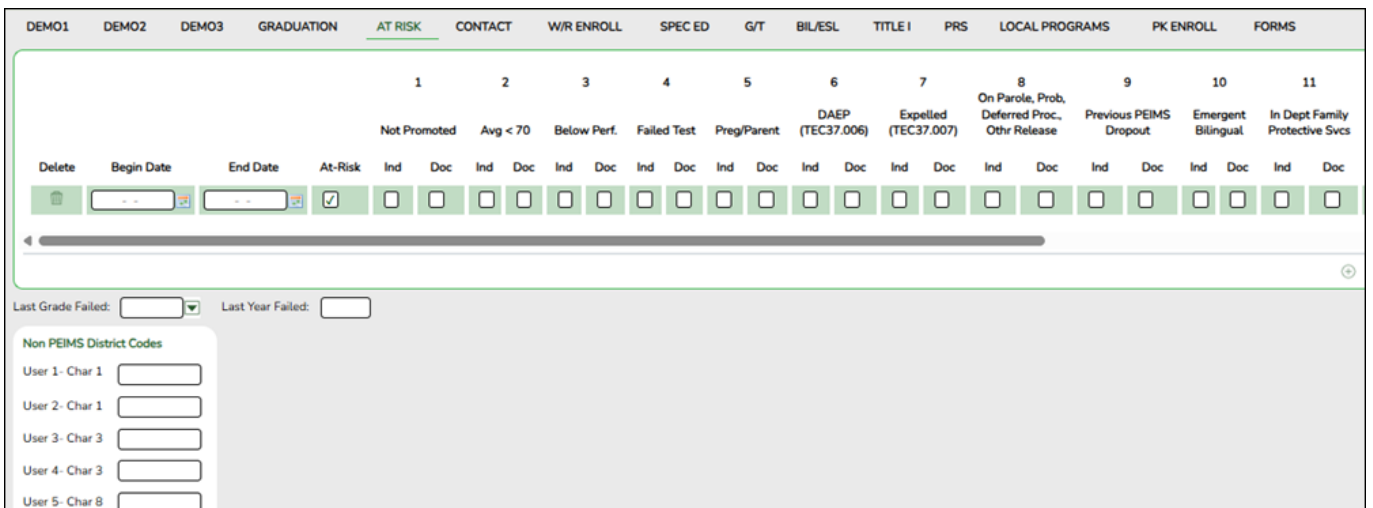 DEMO1 DEMO2 DEMO3 GRADUATION AT RISK CONTACT W/R ENROLL SPEC ED G/T BIL/ESL TITLE I PRS LOCAL PROGRAMS PK ENROLL FORMS
1 2 3 4 5 6 7 8 9 10 11
Not Promoted Avg < 70 Below Perf. Failed Test Preg/Parent DAEP (TEC37.006) Expelled (TEC37.007) On Parole, Prob, Deferred Proc., Othr Release Previous PEIMS Dropout Emergent Bilingual In Dept Family Protective Svcs
Delete Begin Date End Date At-Risk Ind Doc Ind Doc Ind Doc Ind Doc Ind Doc Ind Doc Ind Doc Ind Doc Ind Doc Ind Doc Ind Doc
- - - -
Last Grade Failed: Last Year Failed:
Non PEIMS District Codes
User 1- Char 1
User 2- Char 1
User 3- Char 3
User 4- Char 3
User 5- Char 8